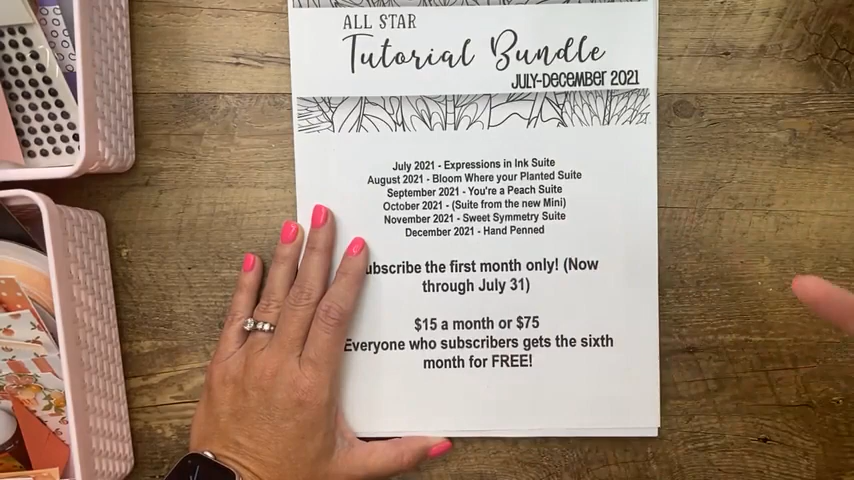 ALL STAR
Tutorial Bundle
JULY-DECEMBER 2021
July 2021 - Expressions in Ink Suite
August 2021 - Bloom Where your Planted Suite
September 2021 - You're a Peach Suite
October 2021 - (Suite from the new Mini)
November 2021 - Sweet Symmetry Suite
December 2021 - Hand Penned
ubscribe the first month only! (Now
through July 31)
$15 a month or $75
Everyone who subscribers gets the sixth
month for FREE!